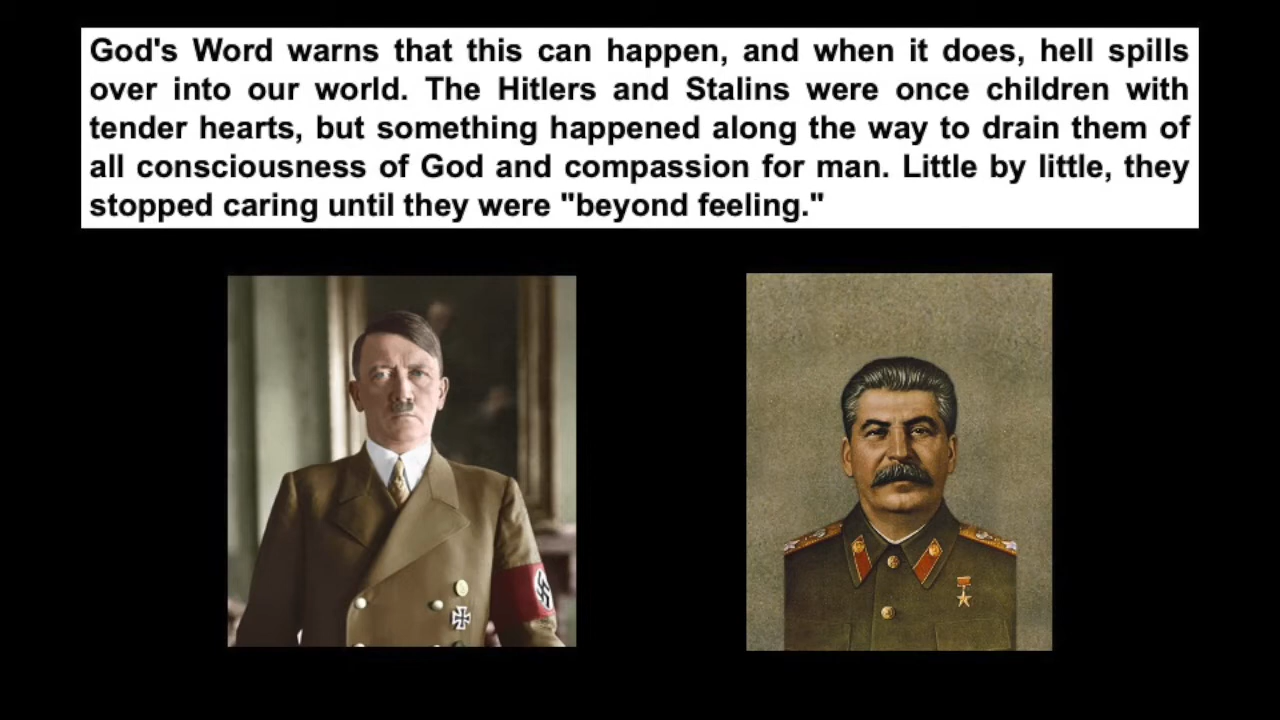 God's Word warns that this can happen, and when it does, hell spills
over into our world. The Hitlers and Stalins were once children with
tender hearts, but something happened along the way to drain them of
all consciousness of God and compassion for man. Little by little, they
stopped caring until they were "beyond feeling."